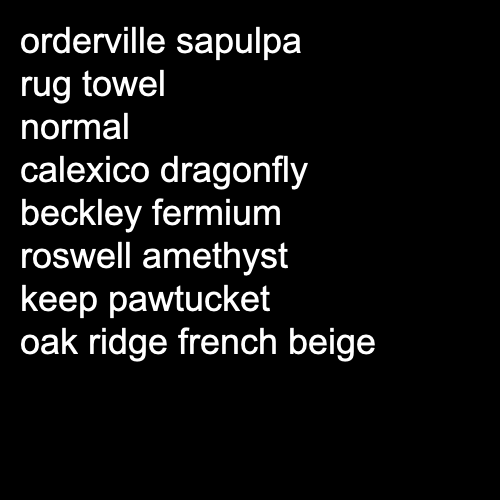 orderville sapulpa
rug towel
normal
calexico dragonfly
beckley fermium
roswell amethyst
keep pawtucket
oak ridge french beige